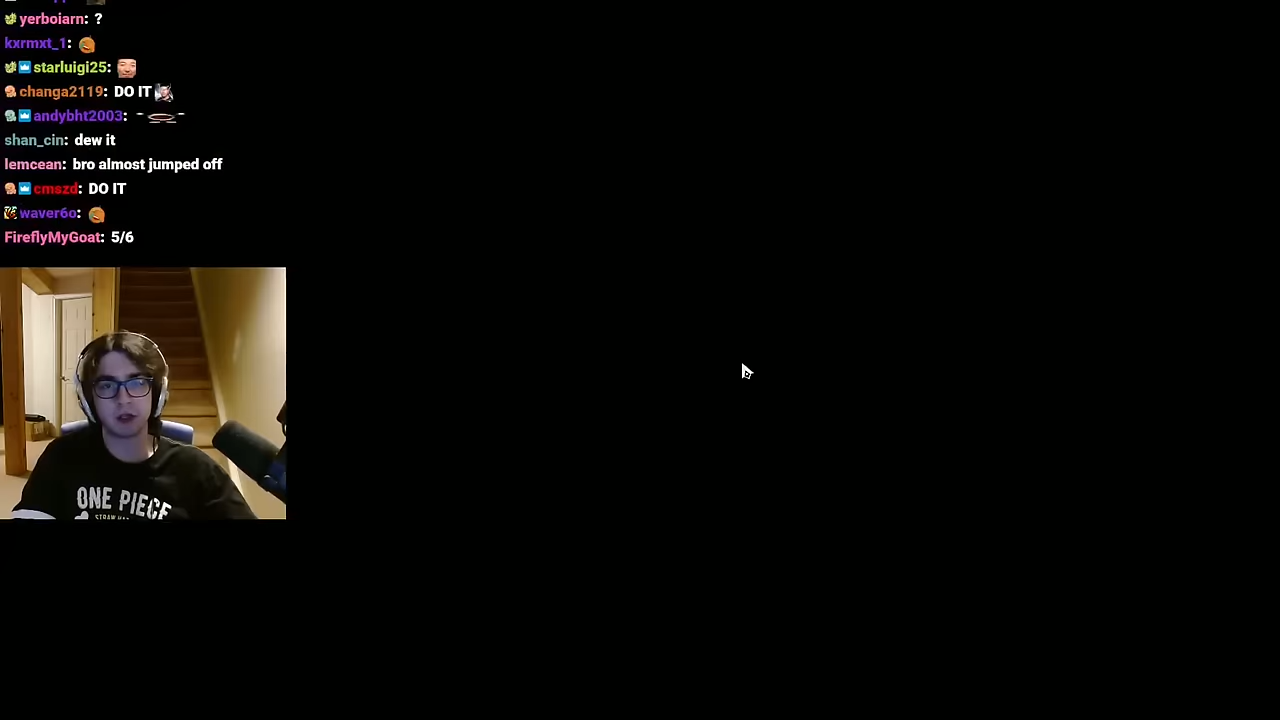 yerboiarn: ?
kxrmxt_1:
starluigi25:
changa2119: DO IT
andybht2003:
shan_cin: dew it
lemcean: bro almost jumped off
cmszd: DO IT
waver6o:
FireflyMyGoat: 5/6
ONE PIECE